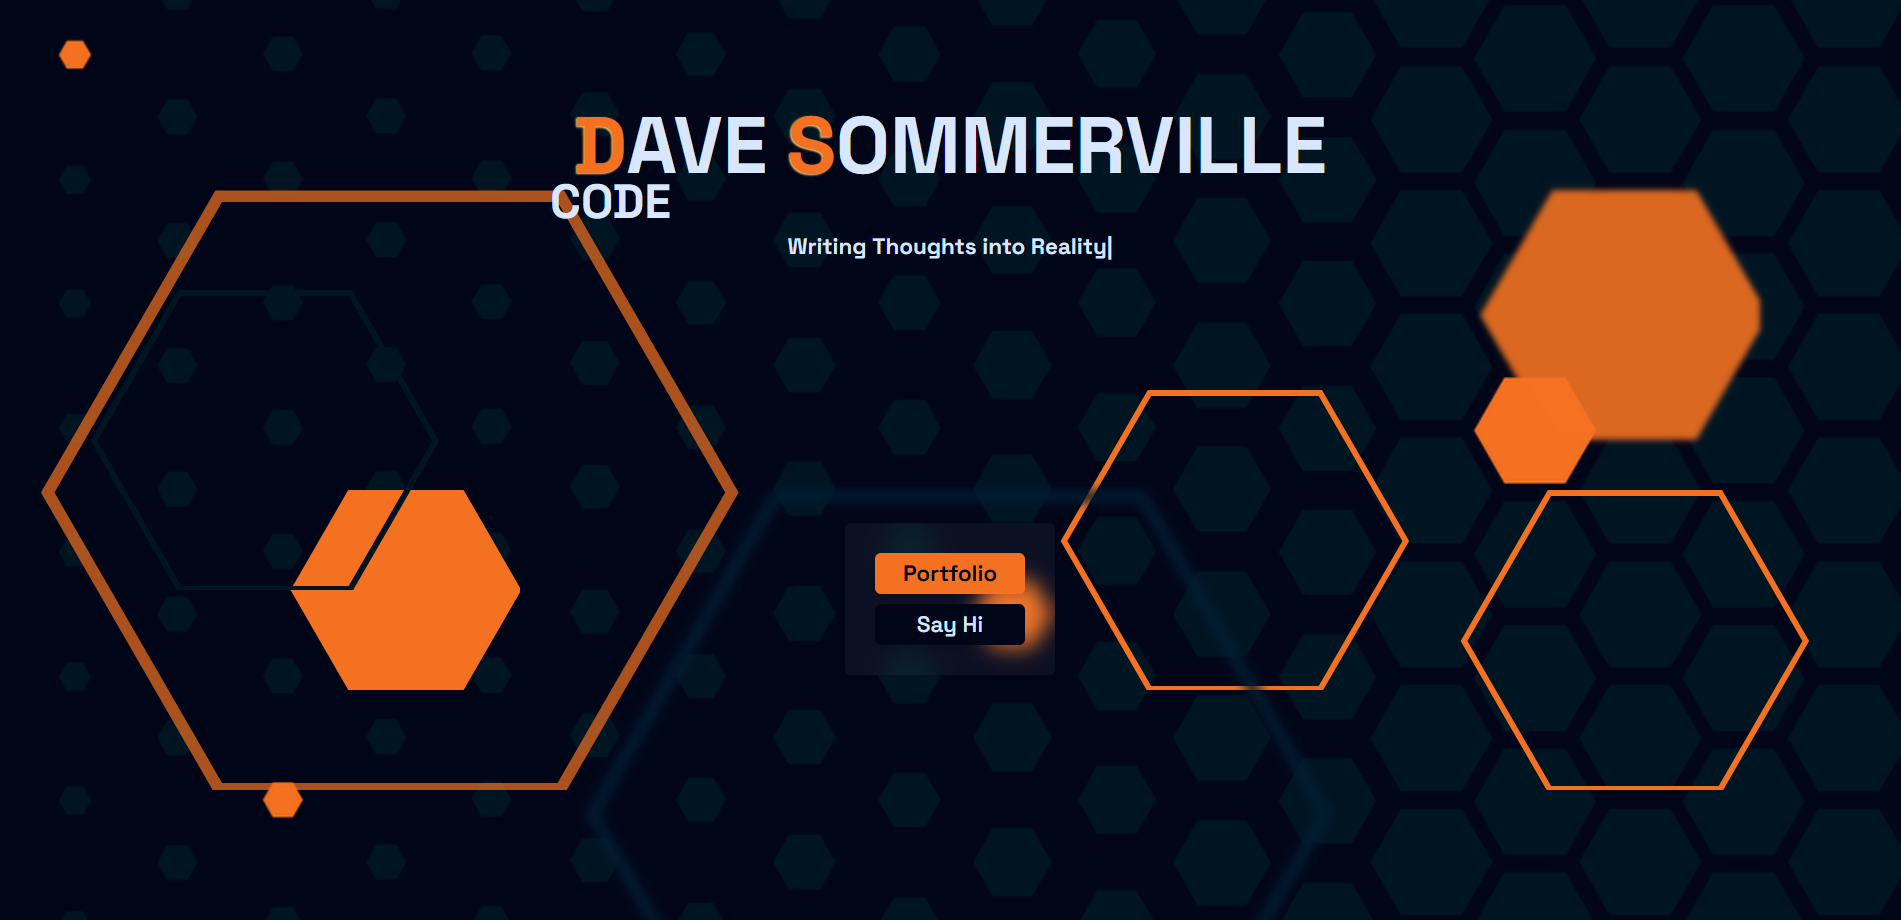 DAVE SOMMERVILLE
CODE
Writing Thoughts into Reality|
Portfolio
Say Hi